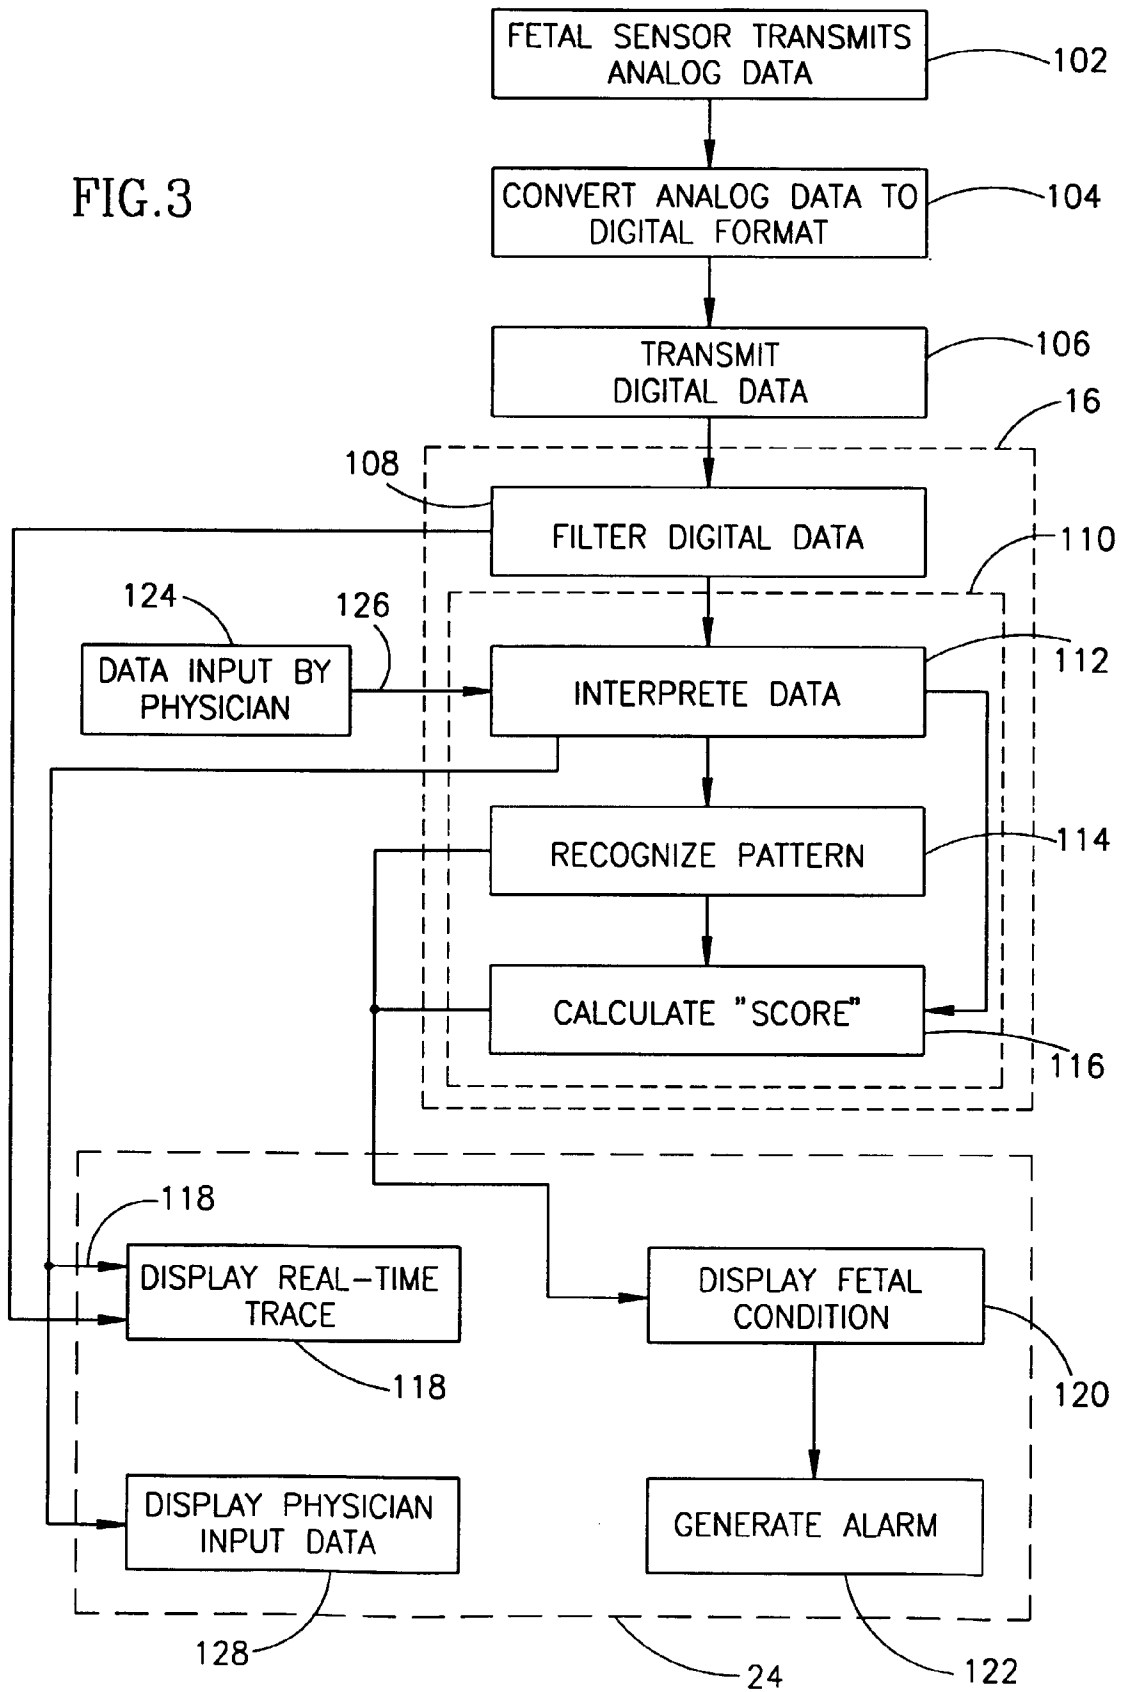 FETAL SENSOR TRANSMITS
ANALOG DATA
102
FIG.3
CONVERT ANALOG DATA TO
DIGITAL FORMAT
104
TRANSMIT
DIGITAL DATA
106
16
108
FILTER DIGITAL DATA
110
124
126
DATA INPUT BY
PHYSICIAN
INTERPRETE DATA
112
RECOGNIZE PATTERN
114
CALCULATE "SCORE"
116
118
DISPLAY REAL-TIME
TRACE
118
DISPLAY FETAL
CONDITION
120
DISPLAY PHYSICIAN
INPUT DATA
GENERATE ALARM
128
24
122